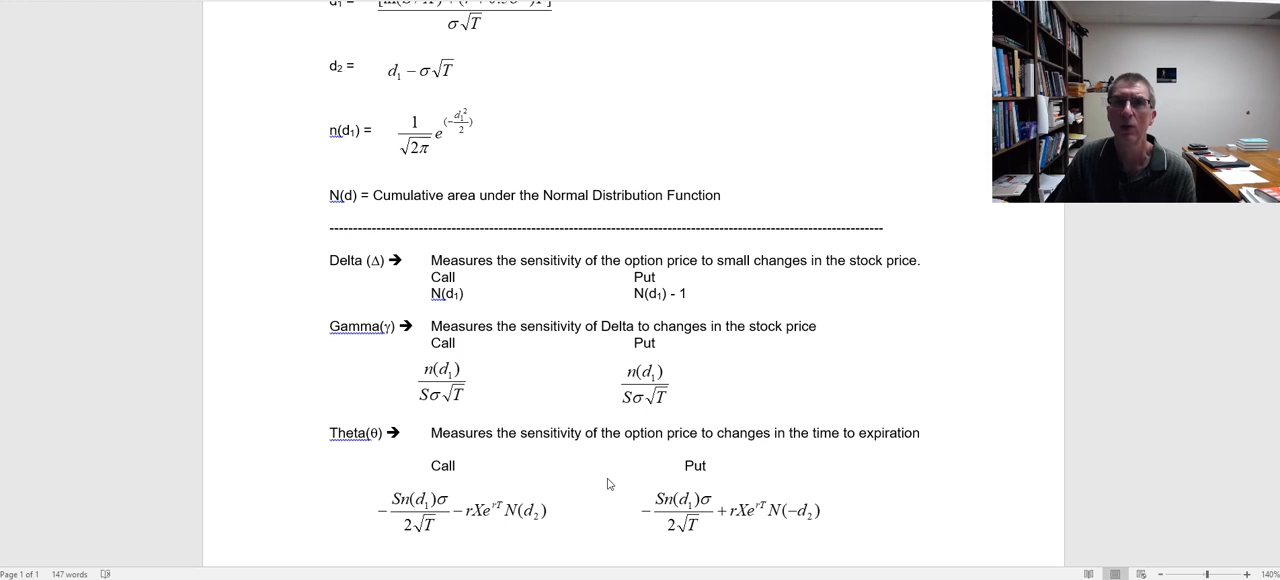 d₂ = d₁ − σ√T
n(d₁) = 1/√2π e^(−d₁²/2)
N(d) = Cumulative area under the Normal Distribution Function
--------------------------------------------------------------------------------------------------------------------
Delta (Δ) ➔ Measures the sensitivity of the option price to small changes in the stock price.
Call Put
N(d₁) N(d₁) - 1
Gamma(γ) ➔ Measures the sensitivity of Delta to changes in the stock price
Call Put
n(d₁)/Sσ√T n(d₁)/Sσ√T
Theta(θ) ➔ Measures the sensitivity of the option price to changes in the time to expiration
Call Put
− Sn(d₁)σ/2√T − rXe^rT N(d₂) − Sn(d₁)σ/2√T + rXe^rT N(−d₂)
Page 1 of 1 147 words 140%